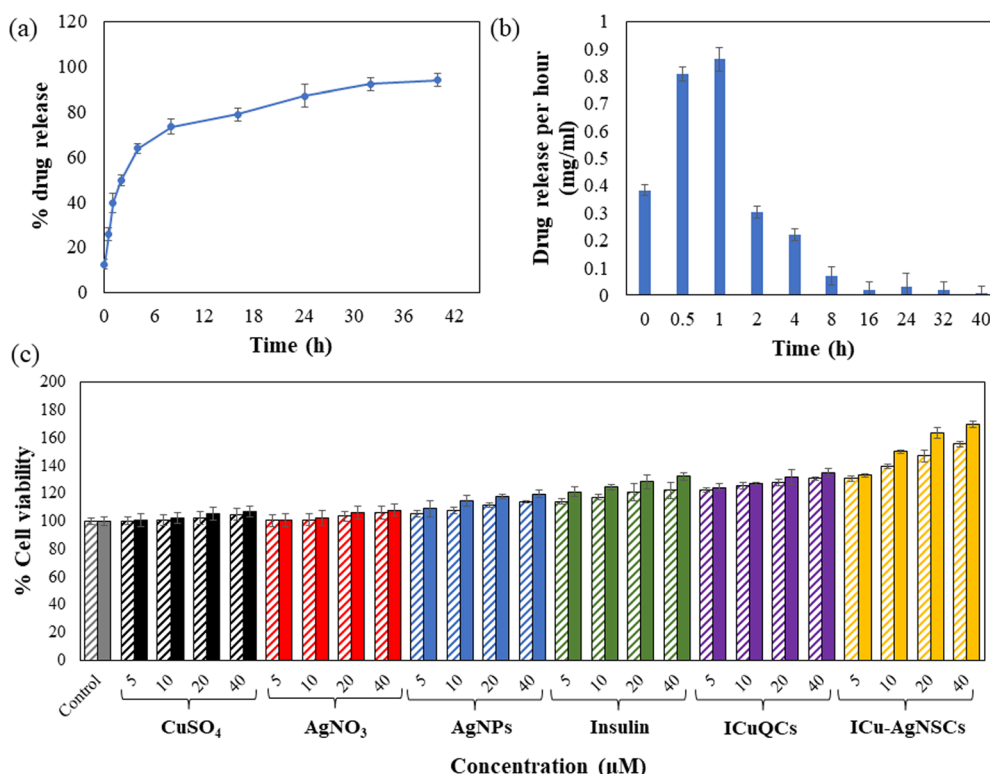 (a)
120
100
80
60
40
20
0
% drug release
0 6 12 18 24 30 36 42
Time (h)
(b)
1
0.9
0.8
0.7
0.6
0.5
0.4
0.3
0.2
0.1
0
Drug release per hour
(mg/ml)
0 0.5 1 2 4 8 16 24 32 40
Time (h)
(c)
200
180
160
140
120
100
80
60
40
20
0
% Cell viability
Control 5 10 20 40 5 10 20 40 5 10 20 40 5 10 20 40 5 10 20 40 5 10 20 40
CuSO₄ AgNO₃ AgNPs Insulin ICuQCs ICu-AgNSCs
Concentration (µM)